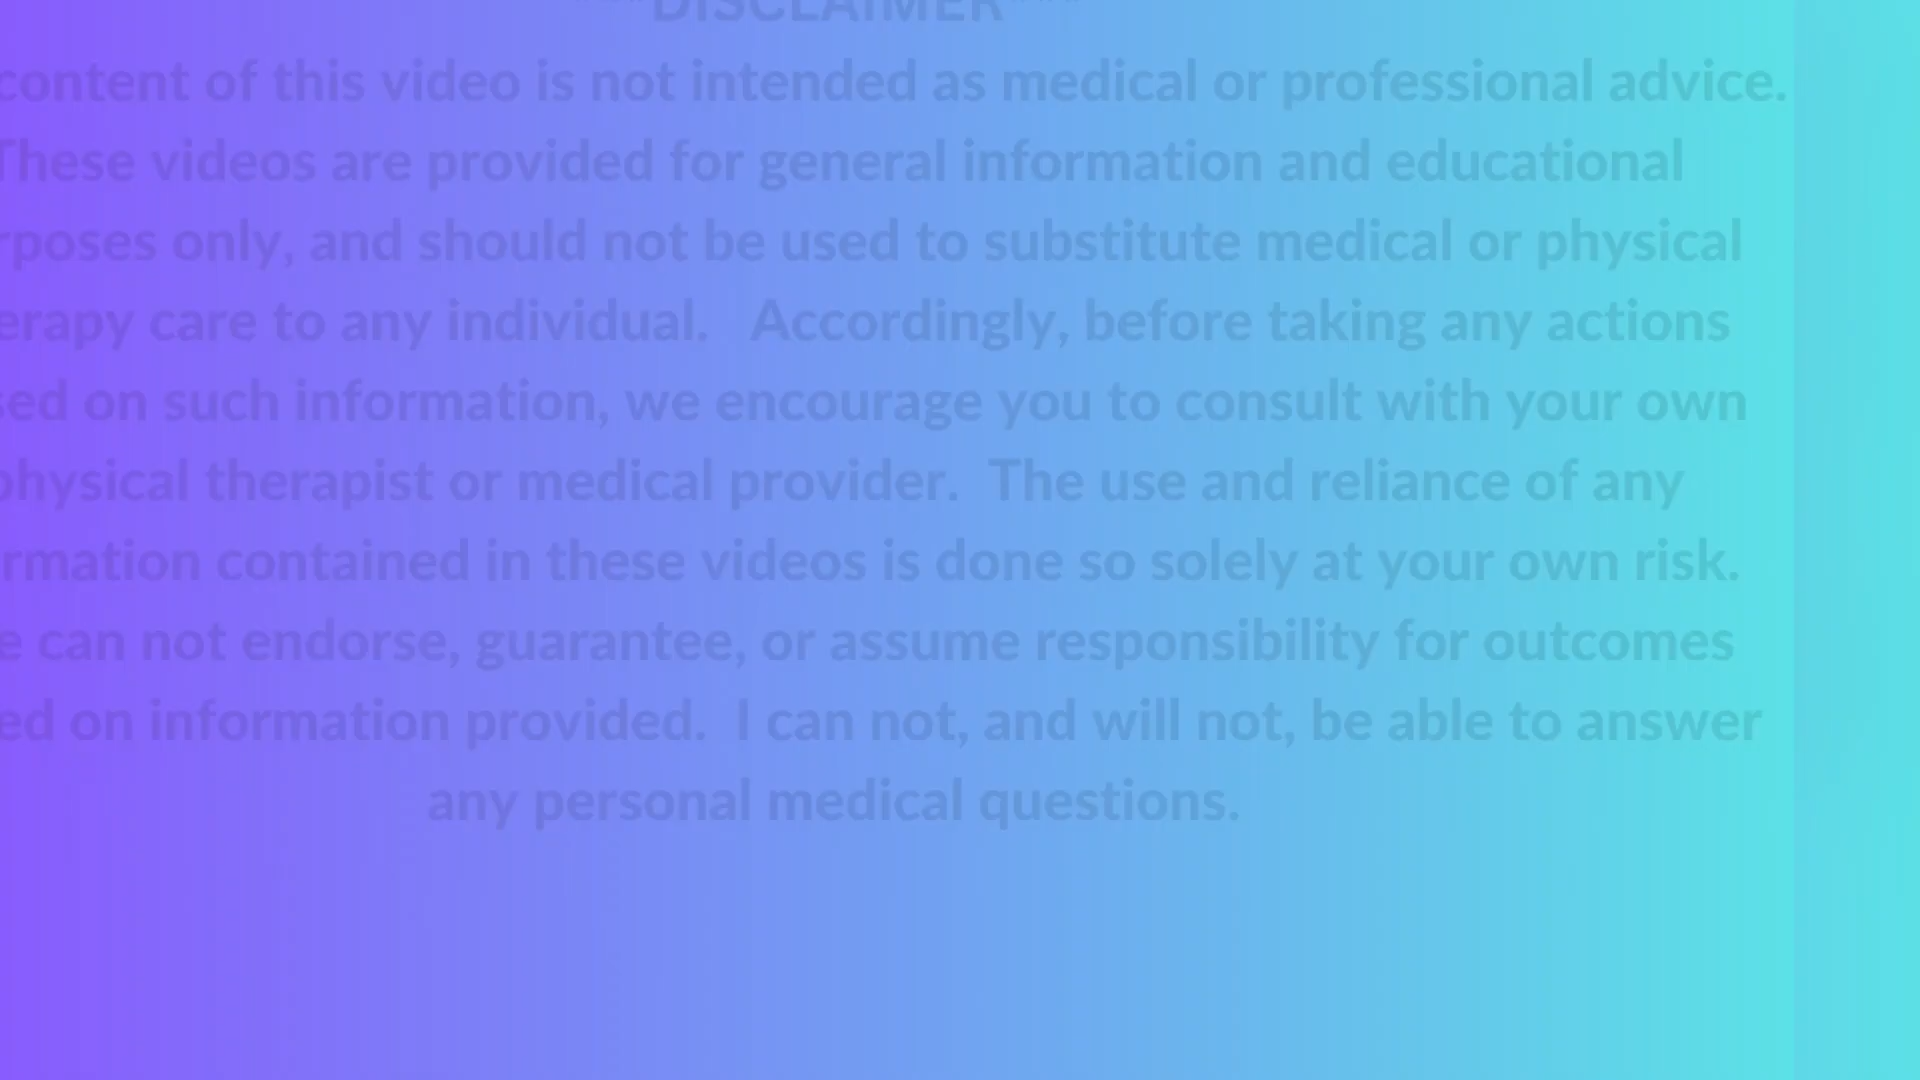 ***DISCLAIMER***
content of this video is not intended as medical or professional advice.
These videos are provided for general information and educational
rposes only, and should not be used to substitute medical or physical
erapy care to any individual. Accordingly, before taking any actions
sed on such information, we encourage you to consult with your own
physical therapist or medical provider. The use and reliance of any
rmation contained in these videos is done so solely at your own risk.
e can not endorse, guarantee, or assume responsibility for outcomes
ed on information provided. I can not, and will not, be able to answer
any personal medical questions.